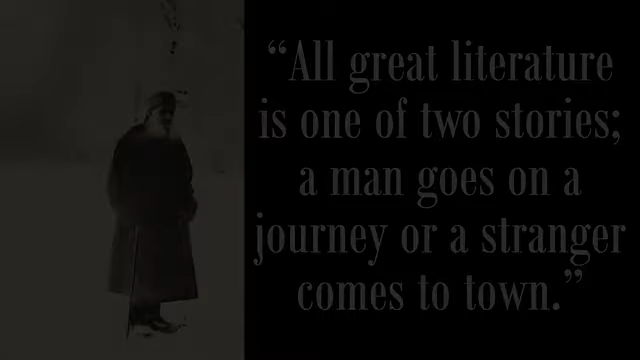 “All great literature
is one of two stories;
a man goes on a
journey or a stranger
comes to town.”